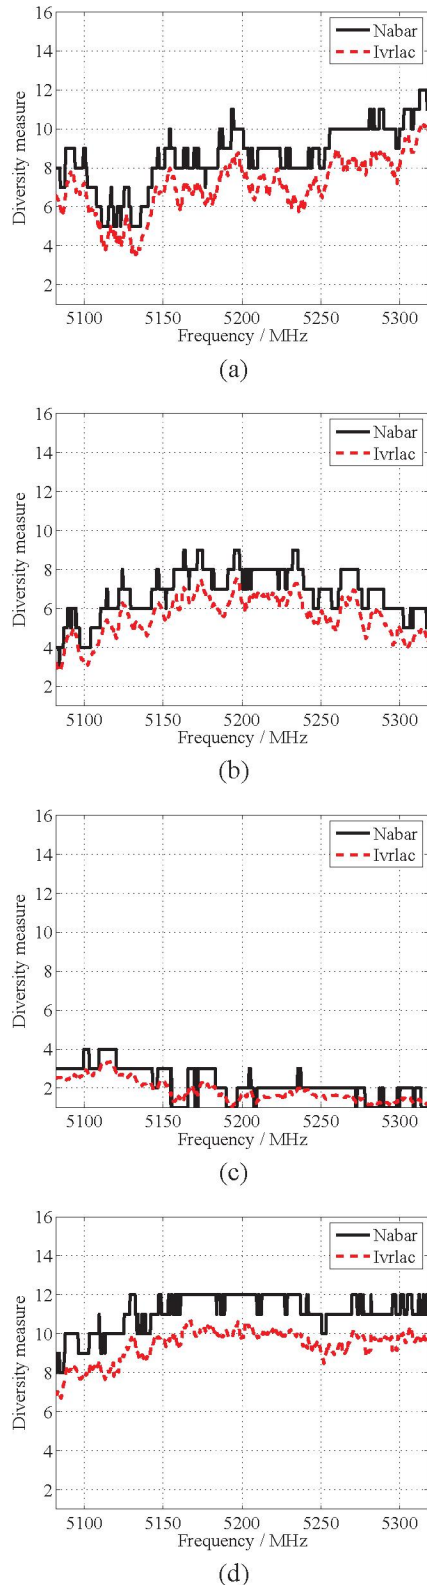 16
14
12
10
8
6
4
2
Diversity measure
Nabar
Ivrlac
5100 5150 5200 5250 5300
Frequency / MHz
(a)
16
14
12
10
8
6
4
2
Diversity measure
Nabar
Ivrlac
5100 5150 5200 5250 5300
Frequency / MHz
(b)
16
14
12
10
8
6
4
2
Diversity measure
Nabar
Ivrlac
5100 5150 5200 5250 5300
Frequency / MHz
(c)
16
14
12
10
8
6
4
2
Diversity measure
Nabar
Ivrlac
5100 5150 5200 5250 5300
Frequency / MHz
(d)